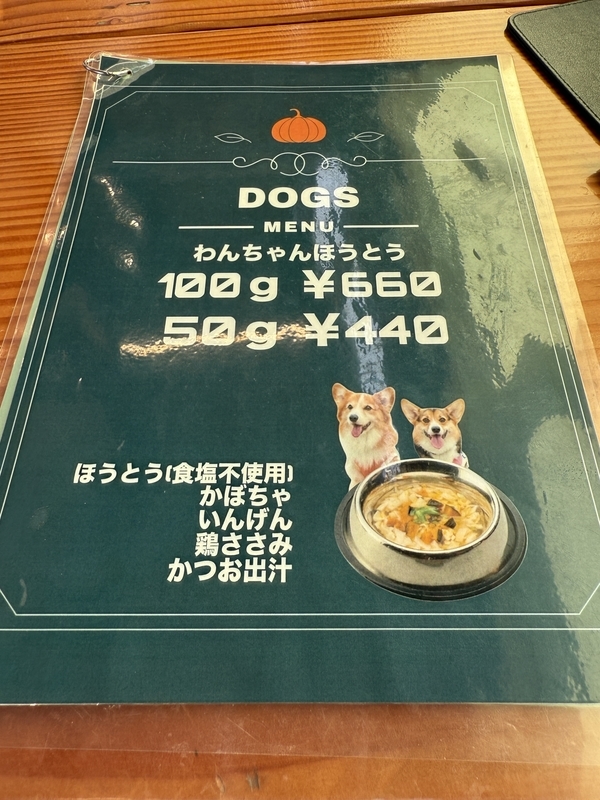 DOGS
MENU
わんちゃんほうとう
100g ¥660
50g ¥440
ほうとう(食塩不使用)
かぼちゃ
いんげん
鶏ささみ
かつお出汁